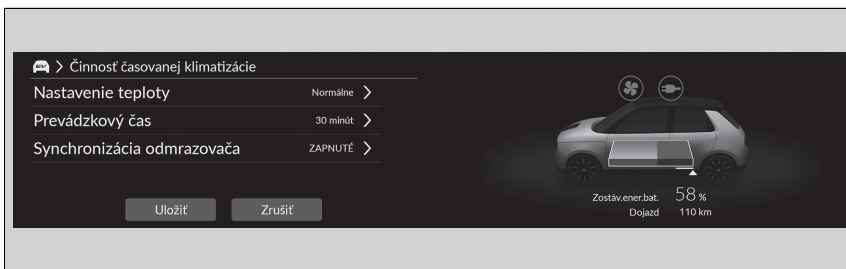 EV > Činnosť časovanej klimatizácie
Nastavenie teploty Normálne >
Prevádzkový čas 30 minút >
Synchronizácia odmrazovača ZAPNUTÉ >
Uložiť Zrušiť
Zostáv.ener.bat. 58 %
Dojazd 110 km